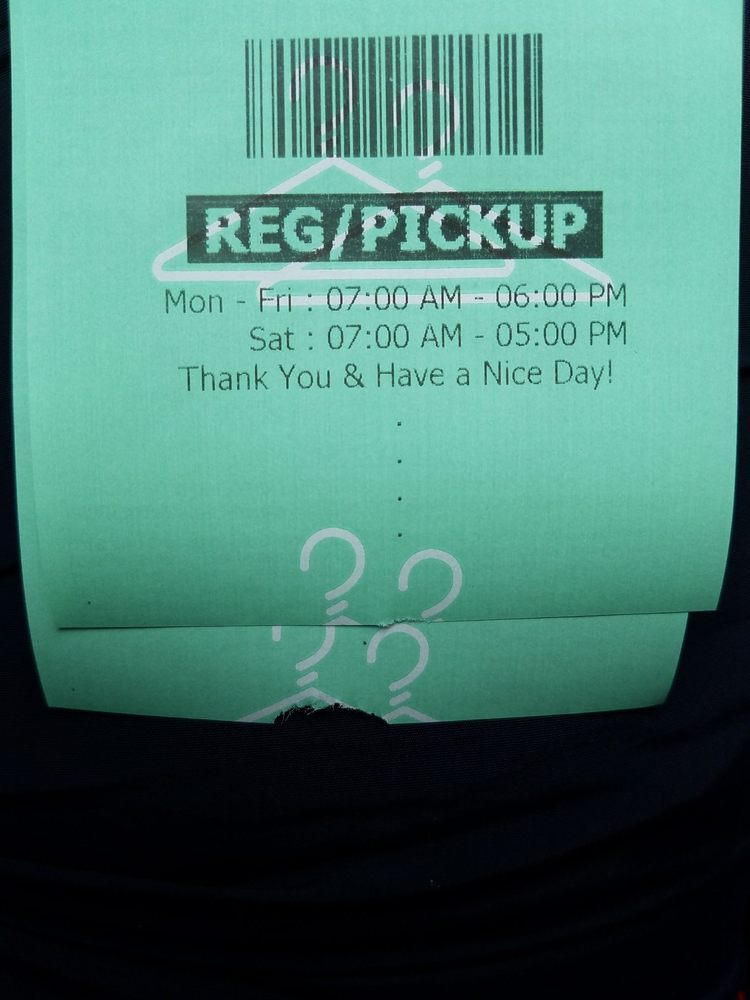 REG/PICKUP
Mon - Fri : 07:00 AM - 06:00 PM
Sat : 07:00 AM - 05:00 PM
Thank You & Have a Nice Day!
.
.
.
.